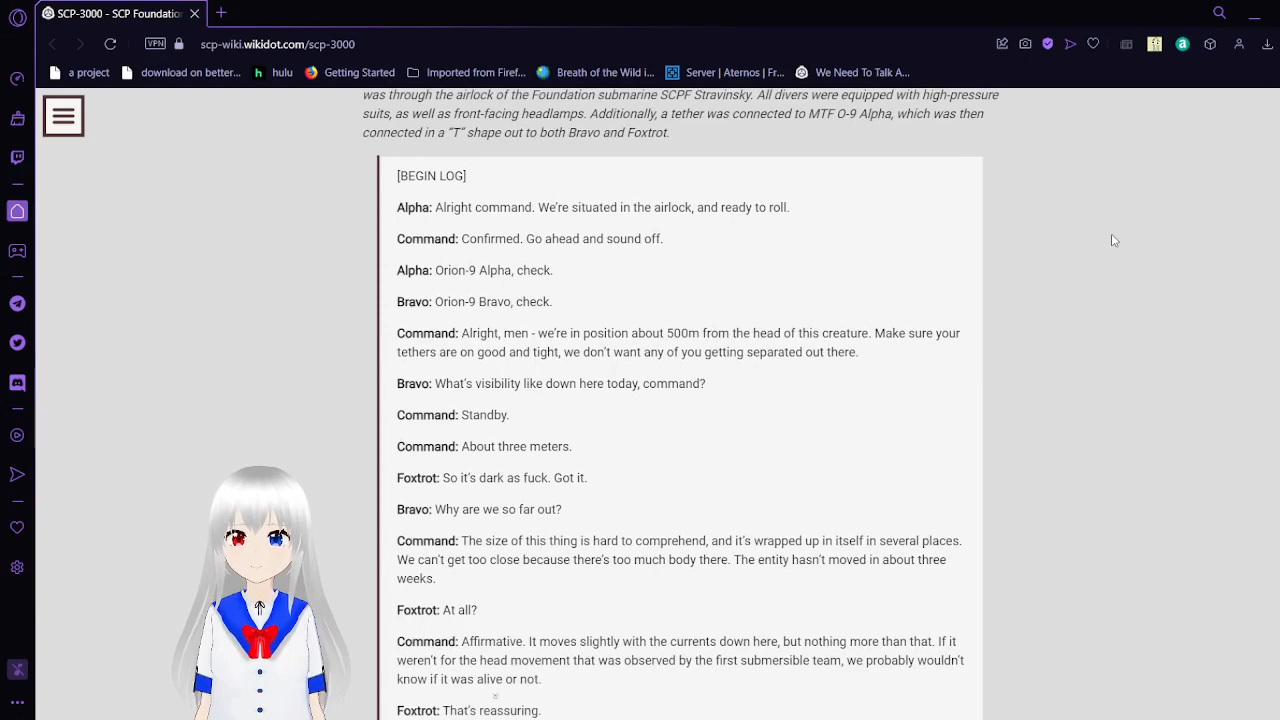 SCP-3000 - SCP Foundation
VPN
scp-wiki.wikidot.com/scp-3000
a project
download on better...
hulu
Getting Started
Imported from Firef...
Breath of the Wild i...
Server | Aternos | Fr...
We Need To Talk A...
was through the airlock of the Foundation submarine SCPF Stravinsky. All divers were equipped with high-pressure
suits, as well as front-facing headlamps. Additionally, a tether was connected to MTF O-9 Alpha, which was then
connected in a “T” shape out to both Bravo and Foxtrot.
[BEGIN LOG]
Alpha: Alright command. We’re situated in the airlock, and ready to roll.
Command: Confirmed. Go ahead and sound off.
Alpha: Orion-9 Alpha, check.
Bravo: Orion-9 Bravo, check.
Command: Alright, men - we’re in position about 500m from the head of this creature. Make sure your
tethers are on good and tight, we don’t want any of you getting separated out there.
Bravo: What’s visibility like down here today, command?
Command: Standby.
Command: About three meters.
Foxtrot: So it’s dark as fuck. Got it.
Bravo: Why are we so far out?
Command: The size of this thing is hard to comprehend, and it’s wrapped up in itself in several places.
We can’t get too close because there’s too much body there. The entity hasn’t moved in about three
weeks.
Foxtrot: At all?
Command: Affirmative. It moves slightly with the currents down here, but nothing more than that. If it
weren’t for the head movement that was observed by the first submersible team, we probably wouldn’t
know if it was alive or not.
Foxtrot: That’s reassuring.